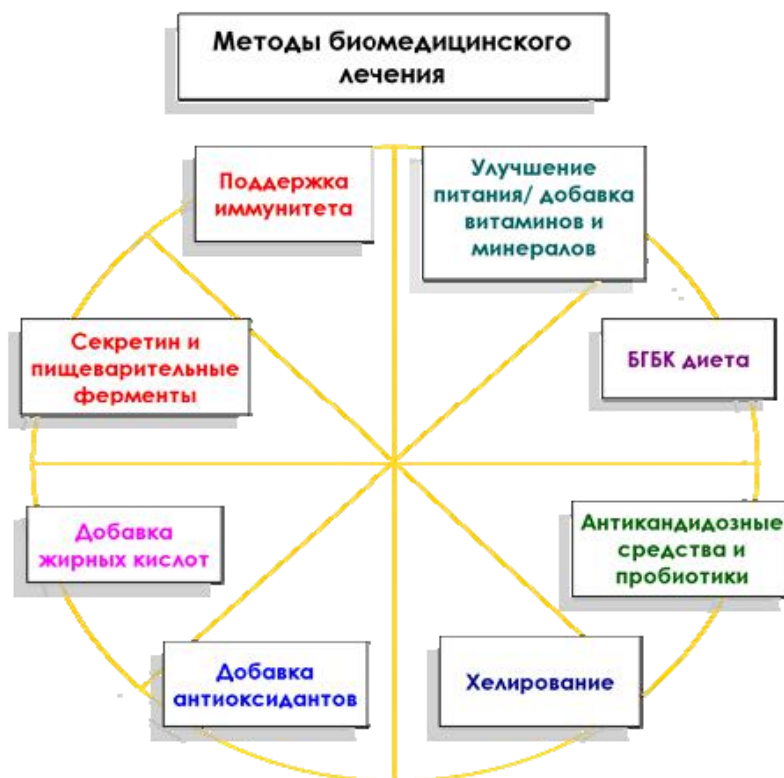 Методы биомедицинского
лечения
Поддержка
иммунитета
Улучшение
питания/ добавка
витаминов и
минералов
Секретин и
пищеварительные
ферменты
БГБК диета
Добавка
жирных кислот
Антикандидозные
средства и
пробиотики
Добавка
антиоксидантов
Хелирование